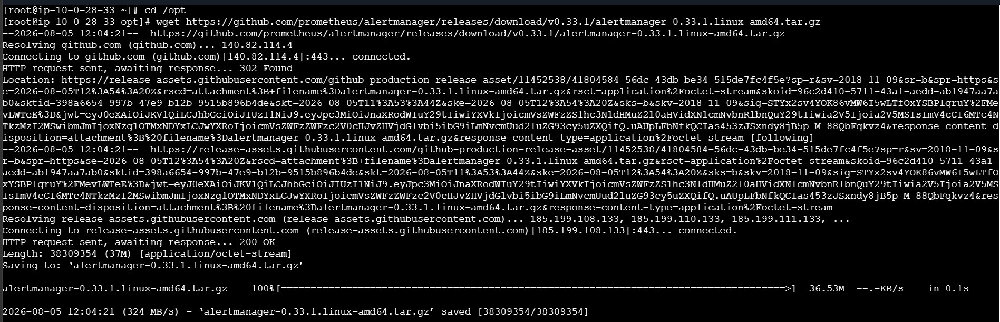 [root@ip-10-0-28-33 ~]# cd /opt
[root@ip-10-0-28-33 opt]# wget https://github.com/prometheus/alertmanager/releases/download/v0.33.1/alertmanager-0.33.1.linux-amd64.tar.gz
--2026-08-05 12:04:21--  https://github.com/prometheus/alertmanager/releases/download/v0.33.1/alertmanager-0.33.1.linux-amd64.tar.gz
Resolving github.com (github.com)... 140.82.114.4
Connecting to github.com (github.com)|140.82.114.4|:443... connected.
HTTP request sent, awaiting response... 302 Found
Location: https://release-assets.githubusercontent.com/github-production-release-asset/11452538/41804584-56dc-43db-be34-515de7fc4f5e?sp=r&sv=2018-11-09&sr=b&spr=https&s
e=2026-08-05T12%3A54%3A20Z&rscd=attachment%3B+filename%3Dalertmanager-0.33.1.linux-amd64.tar.gz&rsct=application%2Foctet-stream&skoid=96c2d410-5711-43a1-aedd-ab1947aa7a
b0&sktid=398a6654-997b-47e9-b12b-9515b896b4de&skt=2026-08-05T11%3A53%3A44Z&ske=2026-08-05T12%3A54%3A20Z&sks=b&skv=2018-11-09&sig=STYx2sv4YOK86vMW6I5wLTfOxYSBPlqruY%2FMe
vLWTeE%3D&jwt=eyJ0eXAiOiJKV1QiLCJhbGciOiJIUzI1NiJ9.eyJpc3MiOiJnaXRodWIuY29tIiwiYXVkIjoicmVsZWFzZS1hc3NldHMuZ2l0aHVidXNlcmNvbnRlbnQuY29tIiwia2V5Ijoia2V5MSIsImV4cCI6MTc4N
TkzMzI2MSwibmJmIjoxNzg1OTMxNDYxLCJwYXRoIjoicmVsZWFzZWFzc2V0cHJvZHVjdGlvbi5ibG9iLmNvcmUud2luZG93cy5uZXQifQ.uAUpLFbNfkQCIas453zJSxndy8jB5p-M-88QbFqkvz4&response-content-d
isposition=attachment%3B%20filename%3Dalertmanager-0.33.1.linux-amd64.tar.gz&response-content-type=application%2Foctet-stream [following]
--2026-08-05 12:04:21--  https://release-assets.githubusercontent.com/github-production-release-asset/11452538/41804584-56dc-43db-be34-515de7fc4f5e?sp=r&sv=2018-11-09&s
r=b&spr=https&se=2026-08-05T12%3A54%3A20Z&rscd=attachment%3B+filename%3Dalertmanager-0.33.1.linux-amd64.tar.gz&rsct=application%2Foctet-stream&skoid=96c2d410-5711-43a1-
aedd-ab1947aa7ab0&sktid=398a6654-997b-47e9-b12b-9515b896b4de&skt=2026-08-05T11%3A53%3A44Z&ske=2026-08-05T12%3A54%3A20Z&sks=b&skv=2018-11-09&sig=STYx2sv4YOK86vMW6I5wLTfO
xYSBPlqruY%2FMevLWTeE%3D&jwt=eyJ0eXAiOiJKV1QiLCJhbGciOiJIUzI1NiJ9.eyJpc3MiOiJnaXRodWIuY29tIiwiYXVkIjoicmVsZWFzZS1hc3NldHMuZ2l0aHVidXNlcmNvbnRlbnQuY29tIiwia2V5Ijoia2V5MS
IsImV4cCI6MTc4NTkzMzI2MSwibmJmIjoxNzg1OTMxNDYxLCJwYXRoIjoicmVsZWFzZWFzc2V0cHJvZHVjdGlvbi5ibG9iLmNvcmUud2luZG93cy5uZXQifQ.uAUpLFbNfkQCIas453zJSxndy8jB5p-M-88QbFqkvz4&res
ponse-content-disposition=attachment%3B%20filename%3Dalertmanager-0.33.1.linux-amd64.tar.gz&response-content-type=application%2Foctet-stream
Resolving release-assets.githubusercontent.com (release-assets.githubusercontent.com)... 185.199.108.133, 185.199.110.133, 185.199.111.133, ...
Connecting to release-assets.githubusercontent.com (release-assets.githubusercontent.com)|185.199.108.133|:443... connected.
HTTP request sent, awaiting response... 200 OK
Length: 38309354 (37M) [application/octet-stream]
Saving to: ‘alertmanager-0.33.1.linux-amd64.tar.gz’
alertmanager-0.33.1.linux-amd64.tar.gz    100%[======================================================================================>]  36.53M  --.-KB/s    in 0.1s
2026-08-05 12:04:21 (324 MB/s) - ‘alertmanager-0.33.1.linux-amd64.tar.gz’ saved [38309354/38309354]